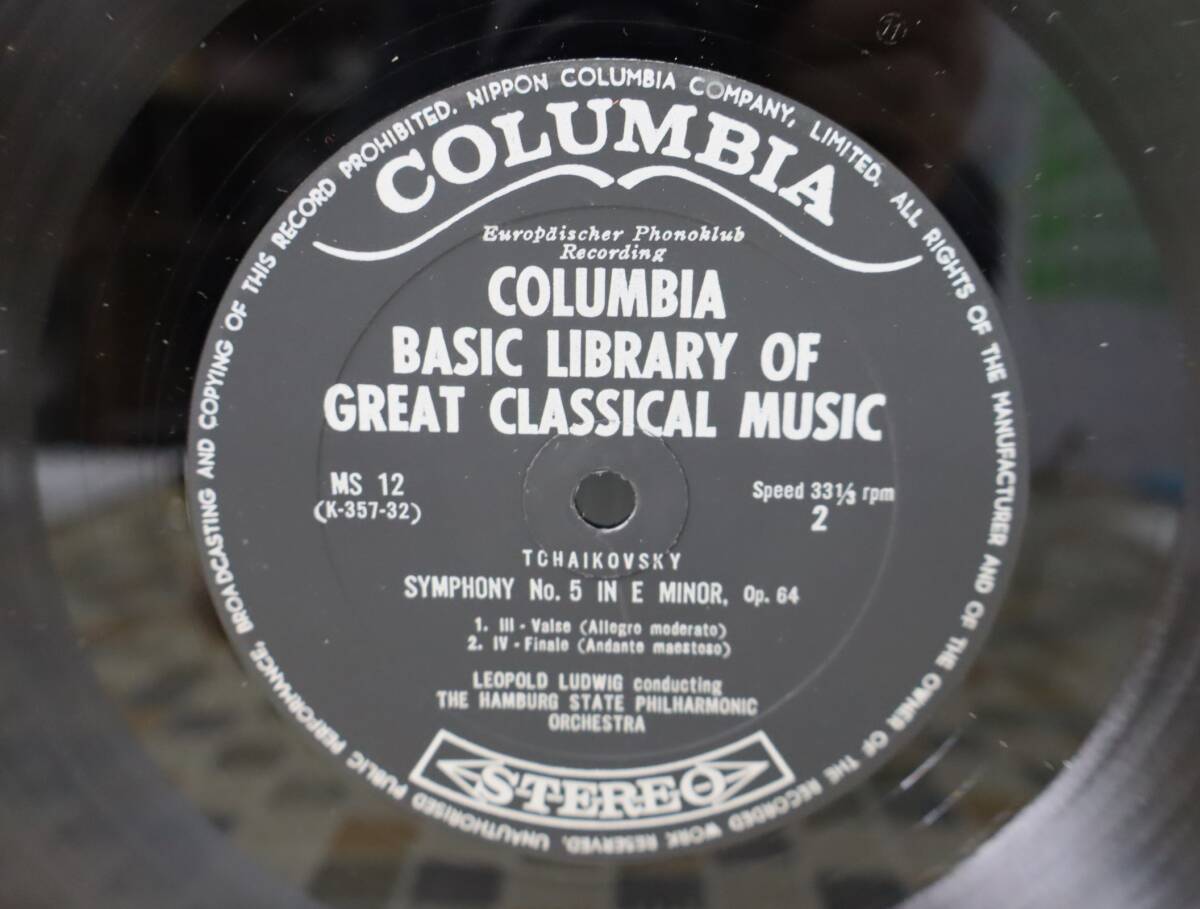 NIPPON COLUMBIA COMPANY, LIMITED. ALL RIGHTS OF THE MANUFACTURER AND OF THE OWNER OF THE RECORDED WORK RESERVED. UNAUTHORISED PUBLIC PERFORMANCE, BROADCASTING AND COPYING OF THIS RECORD PROHIBITED.
COLUMBIA
Europäischer Phonoklub
Recording
COLUMBIA
BASIC LIBRARY OF
GREAT CLASSICAL MUSIC
MS 12
(K-357-32)
Speed 33 1/3 rpm
2
TCHAIKOVSKY
SYMPHONY No. 5 IN E MINOR, Op. 64
1. III - Valse (Allegro moderato)
2. IV - Finale (Andante maestoso)
LEOPOLD LUDWIG conducting
THE HAMBURG STATE PHILHARMONIC
ORCHESTRA
STEREO